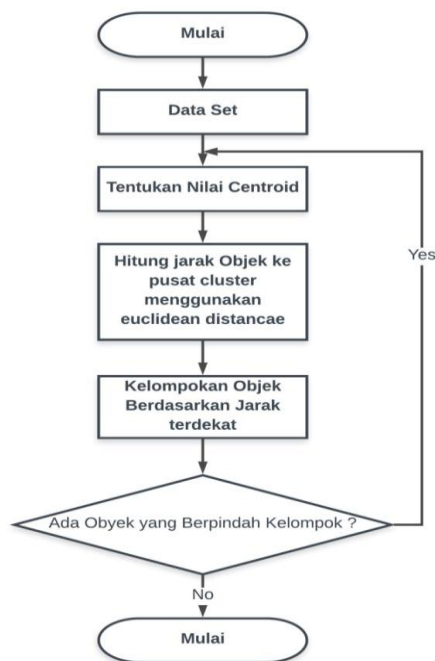 Mulai
Data Set
Tentukan Nilai Centroid
Hitung jarak Objek ke
pusat cluster
menggunakan
euclidean distancae
Yes
Kelompokan Objek
Berdasarkan Jarak
terdekat
Ada Obyek yang Berpindah Kelompok ?
No
Mulai